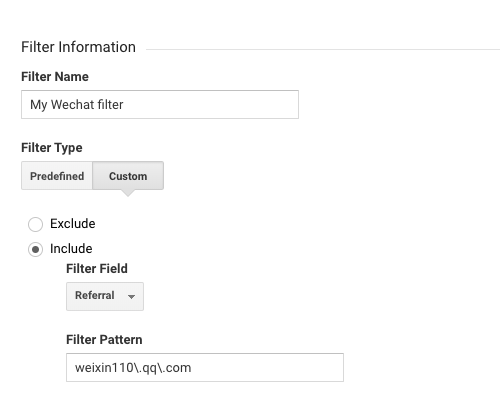 Filter Information
Filter Name
My Wechat filter
Filter Type
Predefined Custom
Exclude
Include
Filter Field
Referral
Filter Pattern
weixin110\.qq\.com